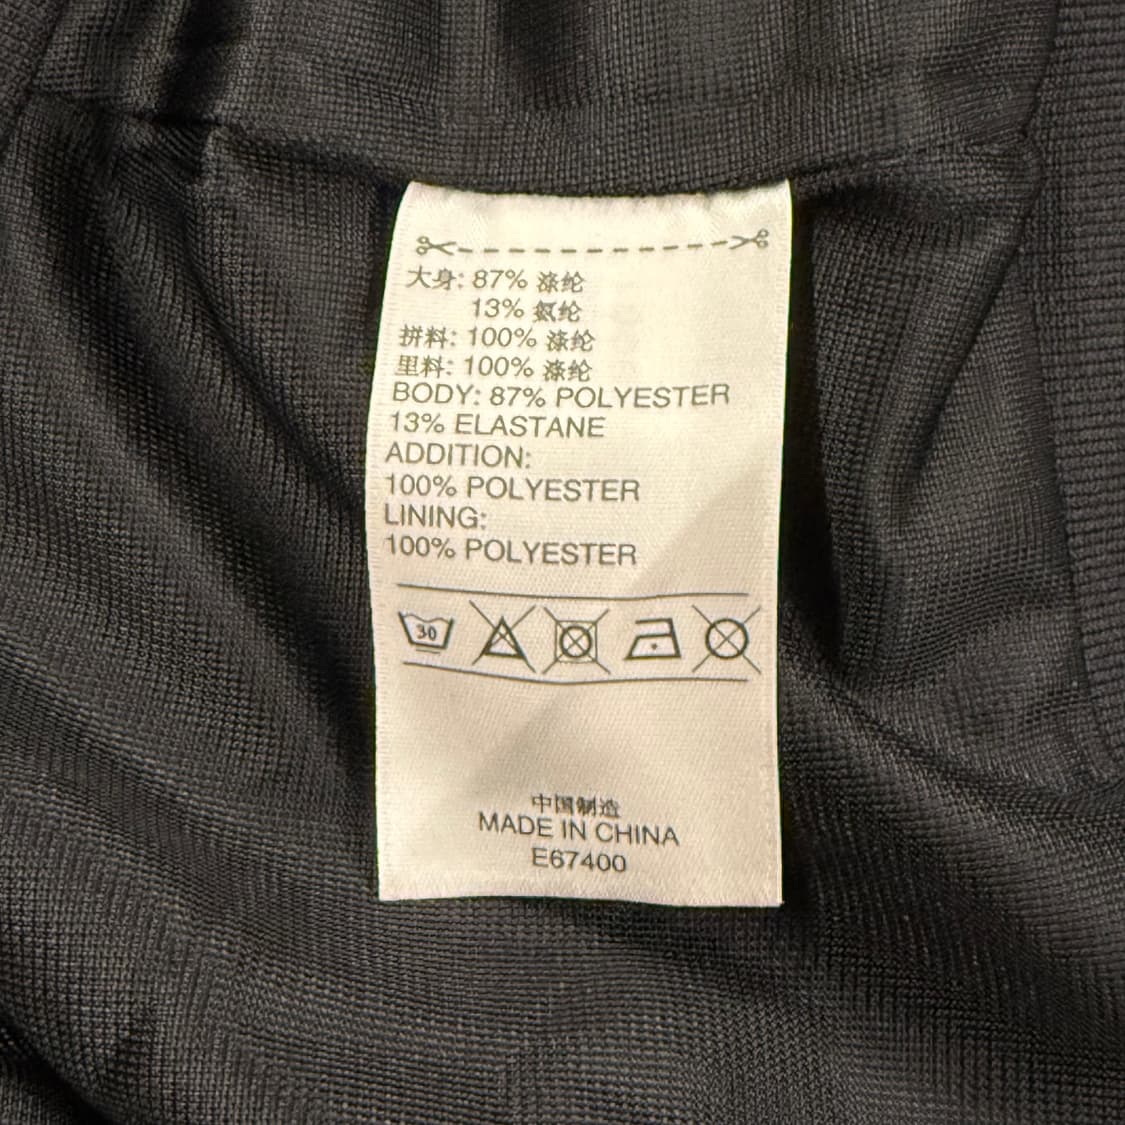 大身: 87% 涤纶
13% 氨纶
拼料: 100% 涤纶
里料: 100% 涤纶
BODY: 87% POLYESTER
13% ELASTANE
ADDITION:
100% POLYESTER
LINING:
100% POLYESTER
30
中国制造
MADE IN CHINA
E67400